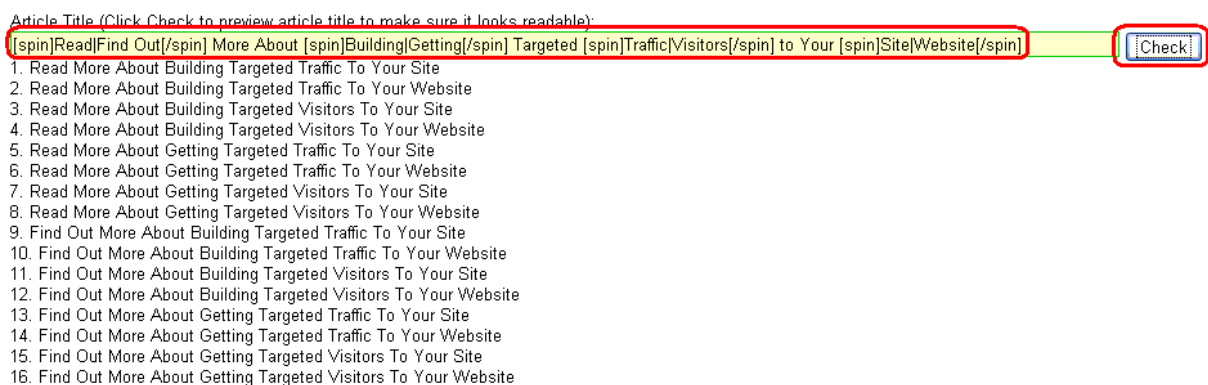 Article Title (Click Check to preview article title to make sure it looks readable):
[spin]Read|Find Out[/spin] More About [spin]Building|Getting[/spin] Targeted [spin]Traffic|Visitors[/spin] to Your [spin]Site|Website[/spin] Check
1. Read More About Building Targeted Traffic To Your Site
2. Read More About Building Targeted Traffic To Your Website
3. Read More About Building Targeted Visitors To Your Site
4. Read More About Building Targeted Visitors To Your Website
5. Read More About Getting Targeted Traffic To Your Site
6. Read More About Getting Targeted Traffic To Your Website
7. Read More About Getting Targeted Visitors To Your Site
8. Read More About Getting Targeted Visitors To Your Website
9. Find Out More About Building Targeted Traffic To Your Site
10. Find Out More About Building Targeted Traffic To Your Website
11. Find Out More About Building Targeted Visitors To Your Site
12. Find Out More About Building Targeted Visitors To Your Website
13. Find Out More About Getting Targeted Traffic To Your Site
14. Find Out More About Getting Targeted Traffic To Your Website
15. Find Out More About Getting Targeted Visitors To Your Site
16. Find Out More About Getting Targeted Visitors To Your Website